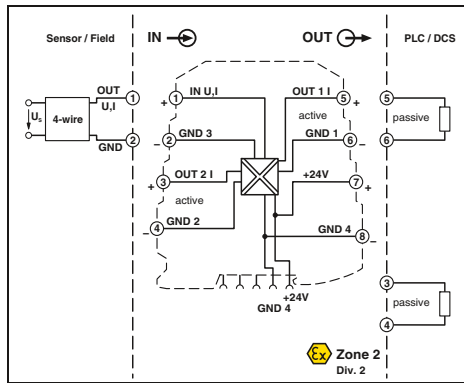 Sensor / Field
IN
OUT
PLC / DCS
OUT
1
U,I
Us
4-wire
GND
2
+
1
IN U,I
OUT 1 I
5
+
active
−
2
GND 3
GND 1
6
−
+
3
OUT 2 I
+24V
7
+
active
−
4
GND 2
GND 4
8
−
+24V
GND 4
5
passive
6
3
passive
4
Ex
Zone 2
Div. 2